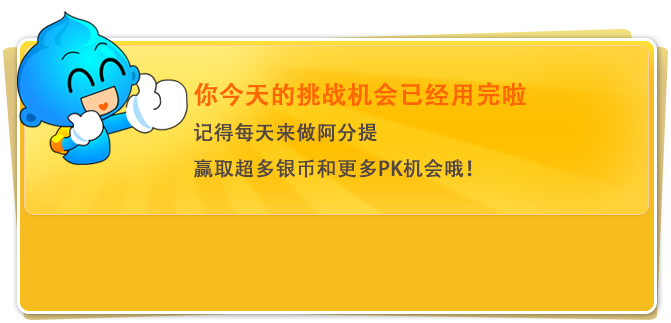 你今天的挑战机会已经用完啦
记得每天来做阿分提
赢取超多银币和更多PK机会哦！